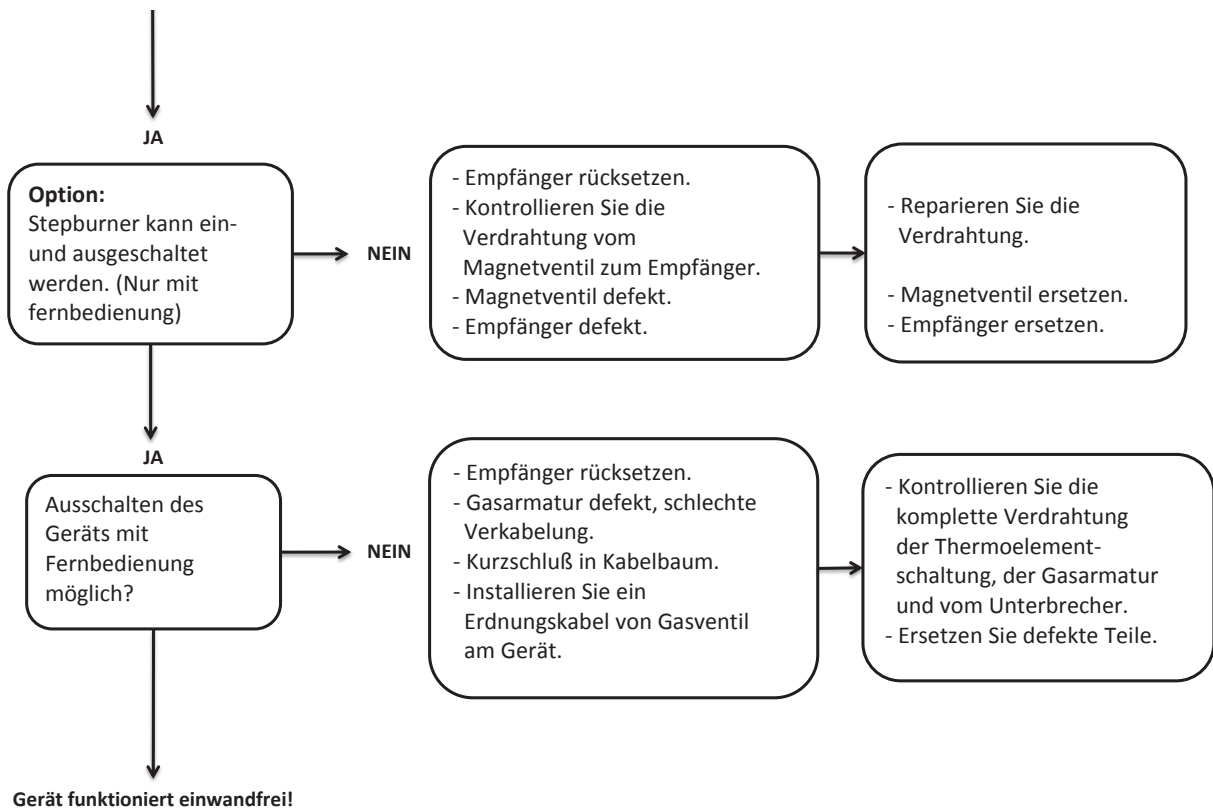 JA
Option:
Stepburner kann ein-
und ausgeschaltet
werden. (Nur mit
fernbedienung)
NEIN
- Empfänger rücksetzen.
- Kontrollieren Sie die
Verdrahtung vom
Magnetventil zum Empfänger.
- Magnetventil defekt.
- Empfänger defekt.
- Reparieren Sie die
Verdrahtung.
- Magnetventil ersetzen.
- Empfänger ersetzen.
JA
Ausschalten des
Geräts mit
Fernbedienung
möglich?
NEIN
- Empfänger rücksetzen.
- Gasarmatur defekt, schlechte
Verkabelung.
- Kurzschluß in Kabelbaum.
- Installieren Sie ein
Erdnungskabel von Gasventil
am Gerät.
- Kontrollieren Sie die
komplette Verdrahtung
der Thermoelement-
schaltung, der Gasarmatur
und vom Unterbrecher.
- Ersetzen Sie defekte Teile.
Gerät funktioniert einwandfrei!